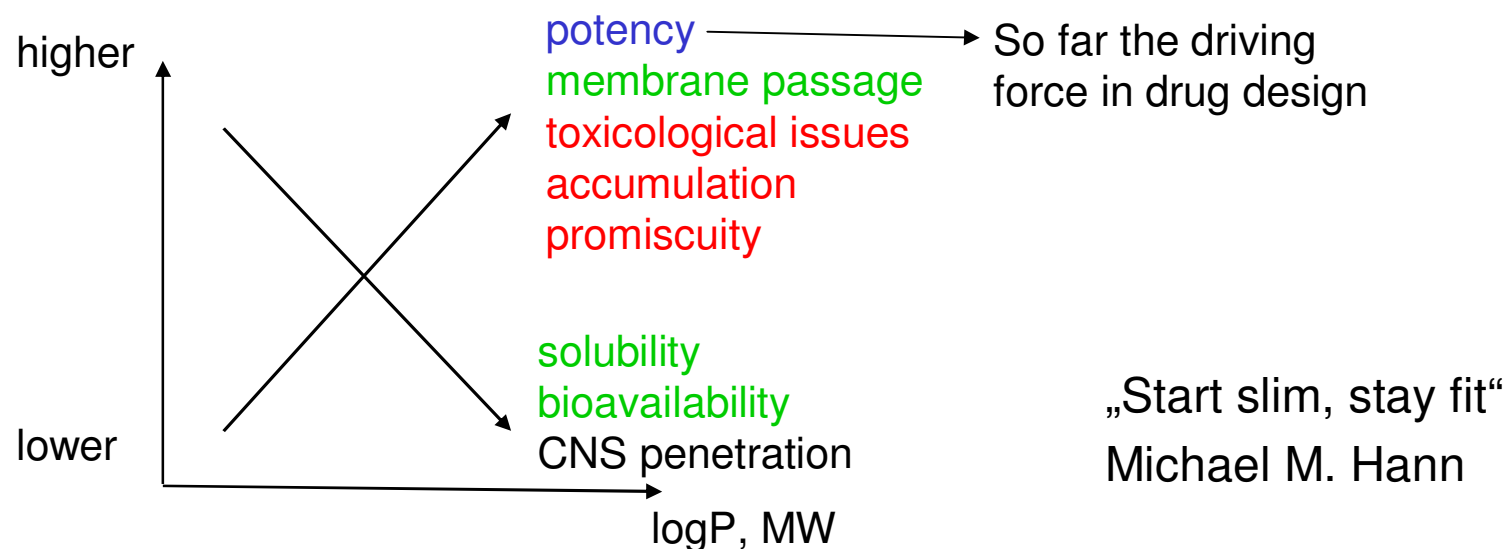 higher
potency
membrane passage
toxicological issues
accumulation
promiscuity
So far the driving
force in drug design
solubility
bioavailability
CNS penetration
lower
logP, MW
„Start slim, stay fit“
Michael M. Hann